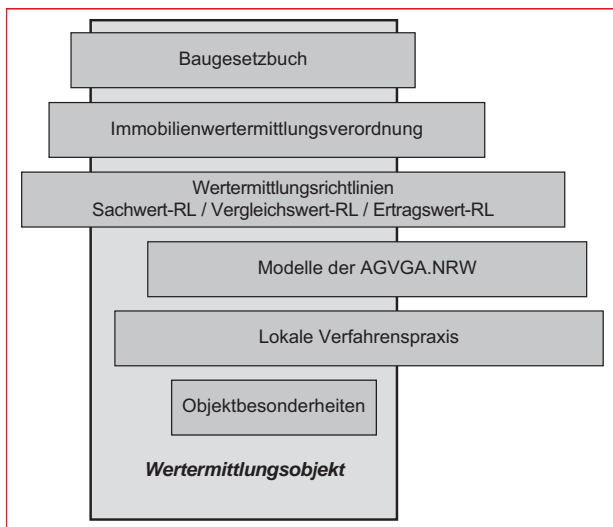 Baugesetzbuch
Immobilienwertermittlungsverordnung
Wertermittlungsrichtlinien
Sachwert-RL / Vergleichswert-RL / Ertragswert-RL
Modelle der AGVGA.NRW
Lokale Verfahrenspraxis
Objektbesonderheiten
Wertermittlungsobjekt